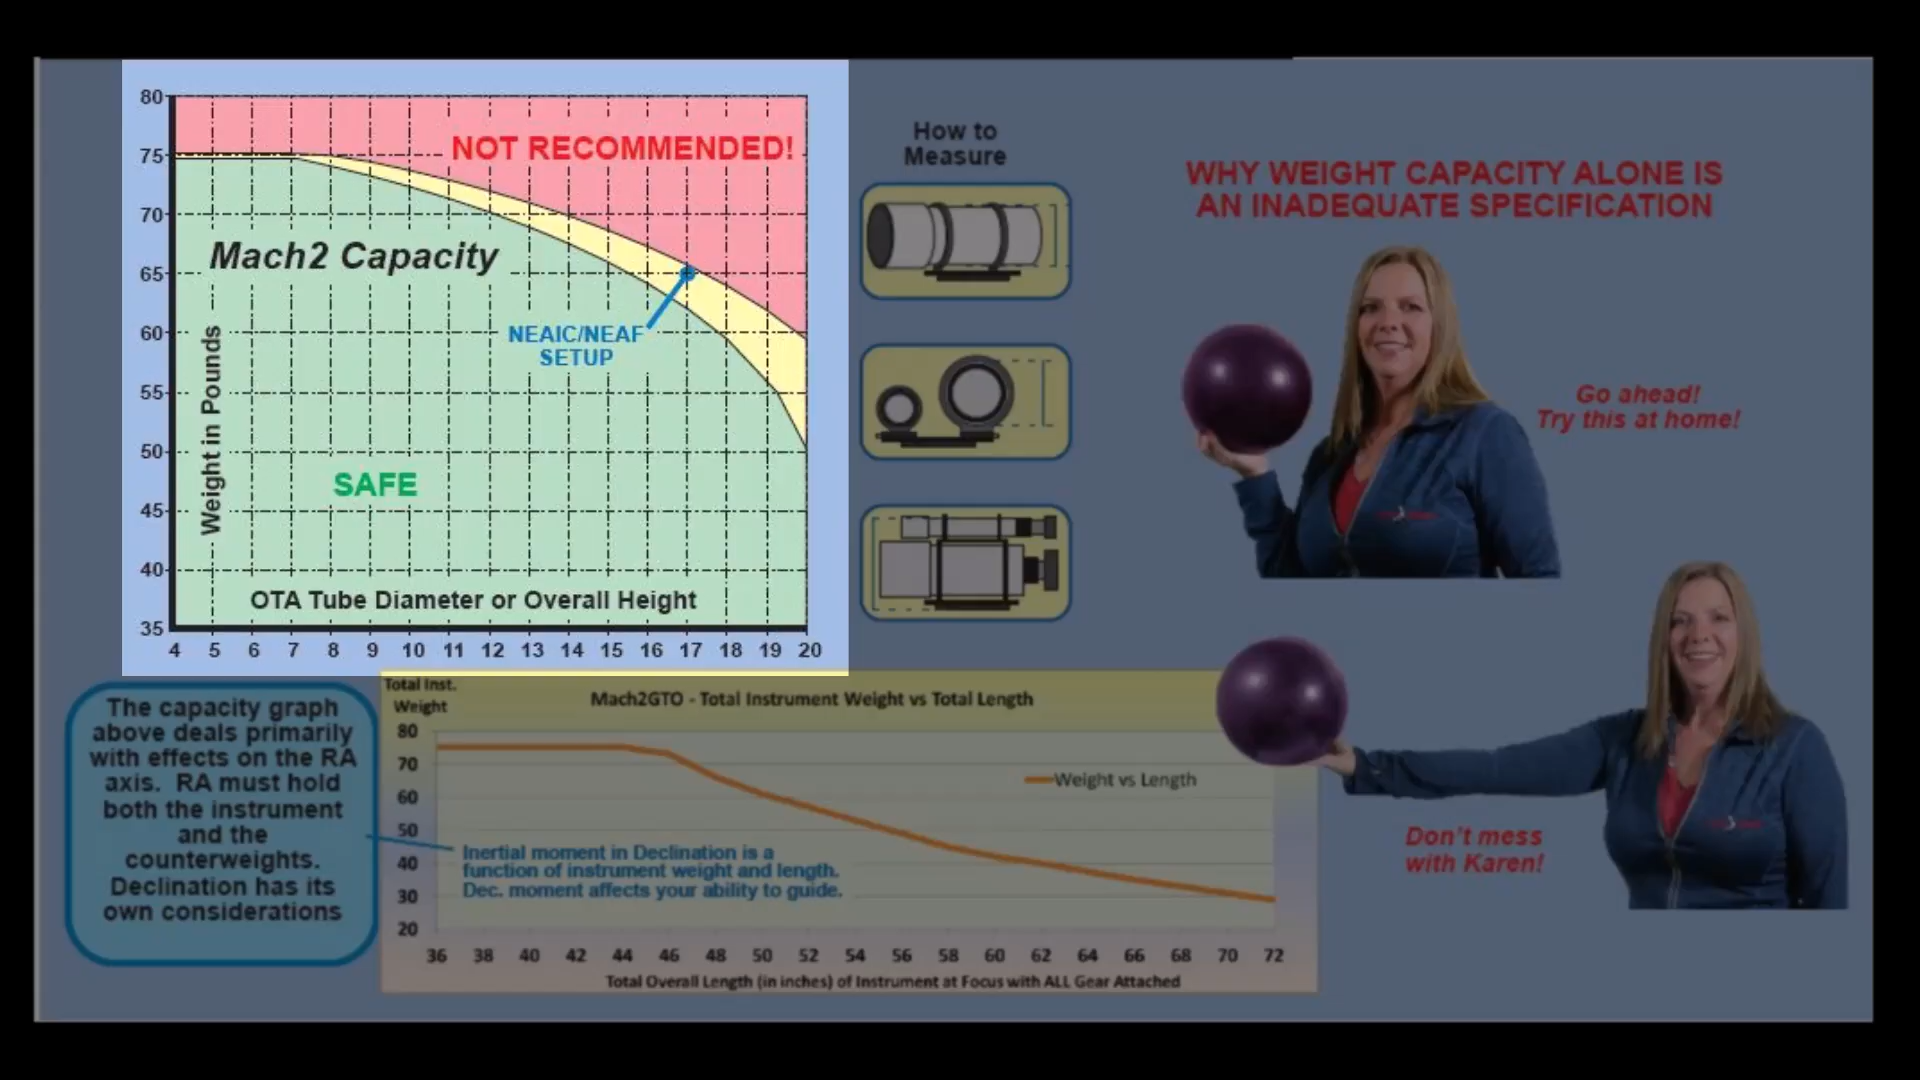 80
75
70
65
60
55
50
45
40
35
NOT RECOMMENDED!
Mach2 Capacity
Weight in Pounds
NEAIC/NEAF
SETUP
SAFE
OTA Tube Diameter or Overall Height
4 5 6 7 8 9 10 11 12 13 14 15 16 17 18 19 20
How to
Measure
WHY WEIGHT CAPACITY ALONE IS
AN INADEQUATE SPECIFICATION
Go ahead!
Try this at home!
The capacity graph
above deals primarily
with effects on the RA
axis. RA must hold
both the instrument
and the
counterweights.
Declination has its
own considerations
Total Inst.
Weight
Mach2GTO - Total Instrument Weight vs Total Length
80
70
60
50
40
30
20
Weight vs Length
Inertial moment in Declination is a
function of instrument weight and length.
Dec. moment affects your ability to guide.
36 38 40 42 44 46 48 50 52 54 56 58 60 62 64 66 68 70 72
Total Overall Length (in inches) of Instrument at Focus with ALL Gear Attached
Don't mess
with Karen!